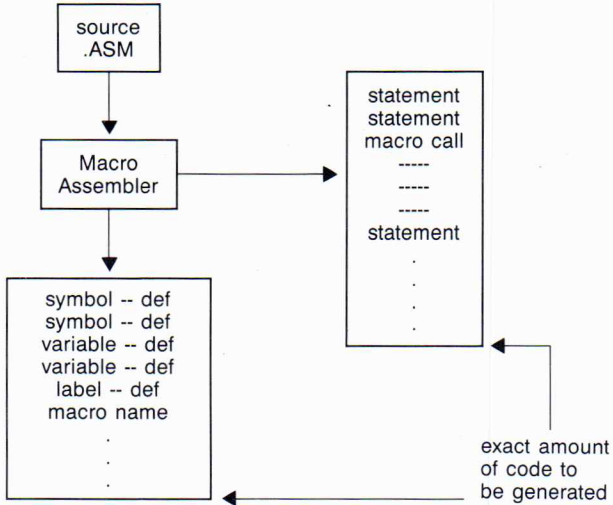 source
.ASM
Macro
Assembler
statement
statement
macro call
-----
-----
-----
statement
.
.
.
.
symbol -- def
symbol -- def
variable -- def
variable -- def
label -- def
macro name
.
.
.
exact amount
of code to
be generated